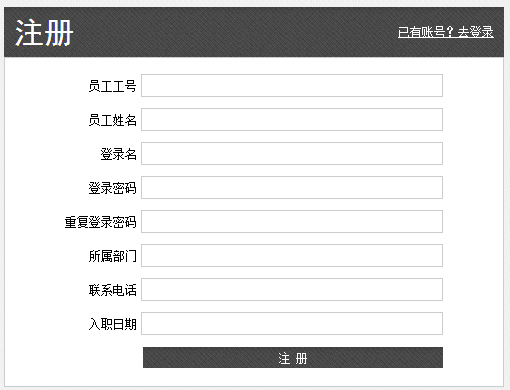 注册
已有账号？去登录
员工工号
员工姓名
登录名
登录密码
重复登录密码
所属部门
联系电话
入职日期
注 册